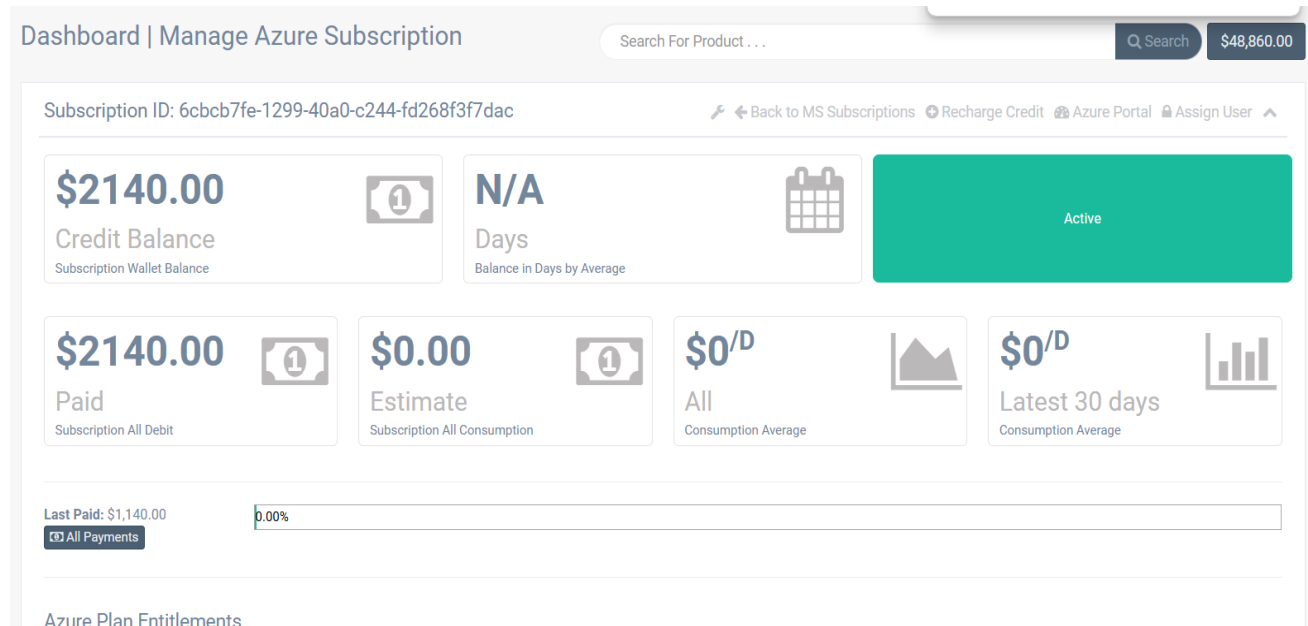 Dashboard | Manage Azure Subscription
Search For Product . . .
Search
$48,860.00
Subscription ID: 6cbcb7fe-1299-40a0-c244-fd268f3f7dac
Back to MS Subscriptions
Recharge Credit
Azure Portal
Assign User
$2140.00
Credit Balance
Subscription Wallet Balance
N/A
Days
Balance in Days by Average
Active
$2140.00
Paid
Subscription All Debit
$0.00
Estimate
Subscription All Consumption
$0/D
All
Consumption Average
$0/D
Latest 30 days
Consumption Average
Last Paid: $1,140.00
0.00%
All Payments
Azure Plan Entitlements